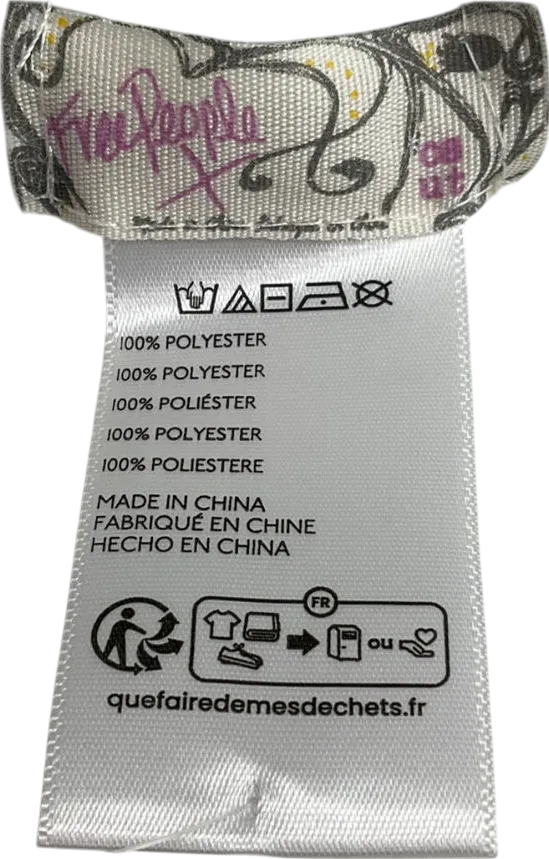 Free People
100% POLYESTER
100% POLYESTER
100% POLIÉSTER
100% POLYESTER
100% POLIESTERE
MADE IN CHINA
FABRIQUÉ EN CHINE
HECHO EN CHINA
FR
ou
quefairedemesdechets.fr